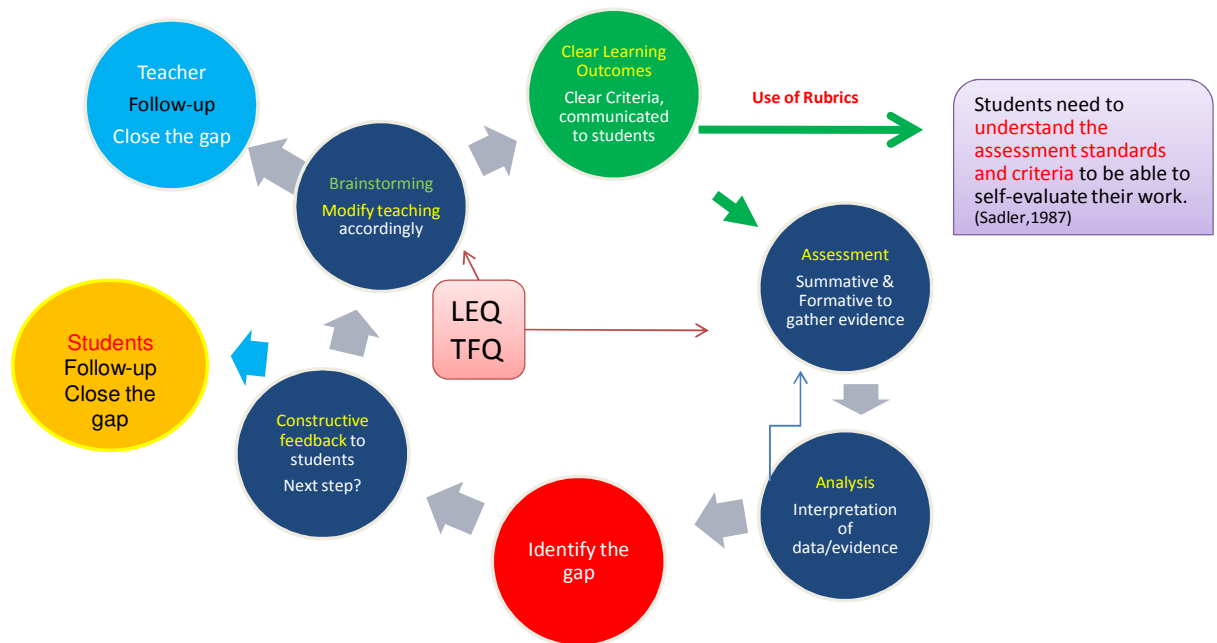 Teacher
Follow-up
Close the gap
Clear Learning
Outcomes
Clear Criteria,
communicated
to students
Use of Rubrics
Students need to
understand the
assessment standards
and criteria to be able to
self-evaluate their work.
(Sadler,1987)
Brainstorming
Modify teaching
accordingly
Assessment
Summative &
Formative to
gather evidence
LEQ
TFQ
Students
Follow-up
Close the
gap
Constructive
feedback to
students
Next step?
Analysis
Interpretation
of
data/evidence
Identify the
gap